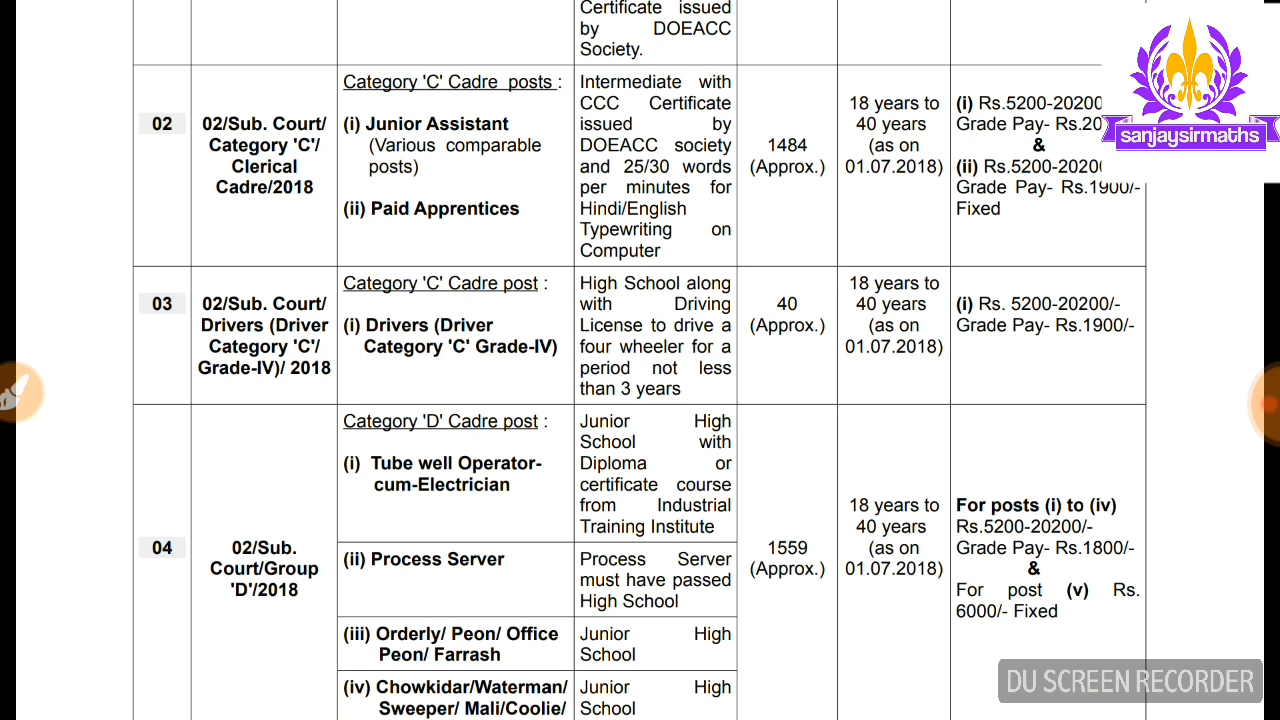 Certificate issued
by DOEACC
Society.
02
02/Sub. Court/
Category 'C'/
Clerical
Cadre/2018
Category 'C' Cadre posts :
(i) Junior Assistant
(Various comparable
posts)
(ii) Paid Apprentices
Intermediate with
CCC Certificate
issued by
DOEACC society
and 25/30 words
per minutes for
Hindi/English
Typewriting on
Computer
1484
(Approx.)
18 years to
40 years
(as on
01.07.2018)
(i) Rs.5200-20200
Grade Pay- Rs.20
&
(ii) Rs.5200-20200
Grade Pay- Rs.1900/-
Fixed
sanjaysirmaths
03
02/Sub. Court/
Drivers (Driver
Category 'C'/
Grade-IV)/ 2018
Category 'C' Cadre post :
(i) Drivers (Driver
Category 'C' Grade-IV)
High School along
with Driving
License to drive a
four wheeler for a
period not less
than 3 years
40
(Approx.)
18 years to
40 years
(as on
01.07.2018)
(i) Rs. 5200-20200/-
Grade Pay- Rs.1900/-
04
02/Sub.
Court/Group
'D'/2018
Category 'D' Cadre post :
(i) Tube well Operator-
cum-Electrician
Junior High
School with
Diploma or
certificate course
from Industrial
Training Institute
(ii) Process Server
Process Server
must have passed
High School
(iii) Orderly/ Peon/ Office
Peon/ Farrash
Junior High
School
(iv) Chowkidar/Waterman/
Sweeper/ Mali/Coolie/
Junior High
School
1559
(Approx.)
18 years to
40 years
(as on
01.07.2018)
For posts (i) to (iv)
Rs.5200-20200/-
Grade Pay- Rs.1800/-
&
For post (v) Rs.
6000/- Fixed
DU SCREEN RECORDER